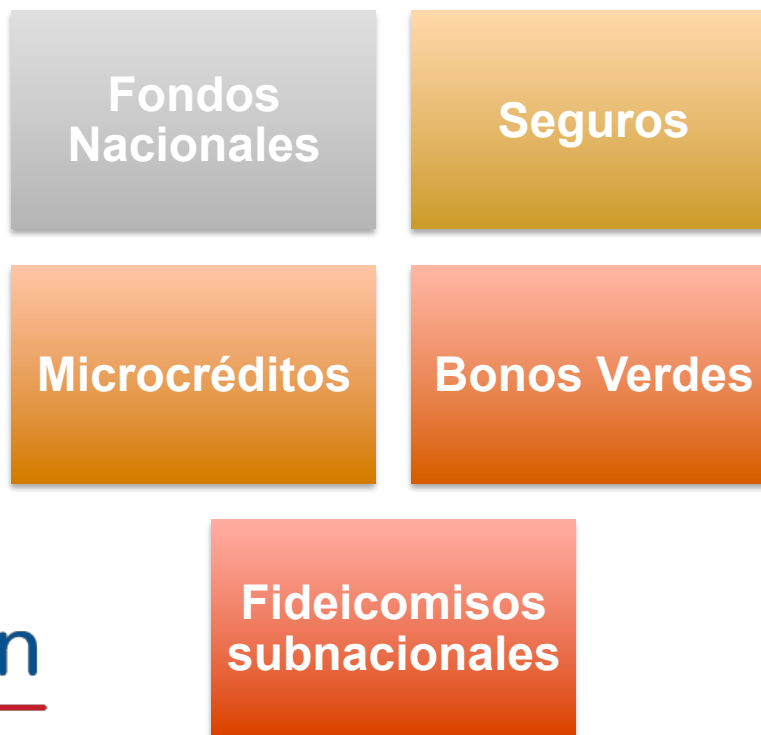 Fondos
Nacionales
Seguros
Microcréditos
Bonos Verdes
Fideicomisos
subnacionales
n